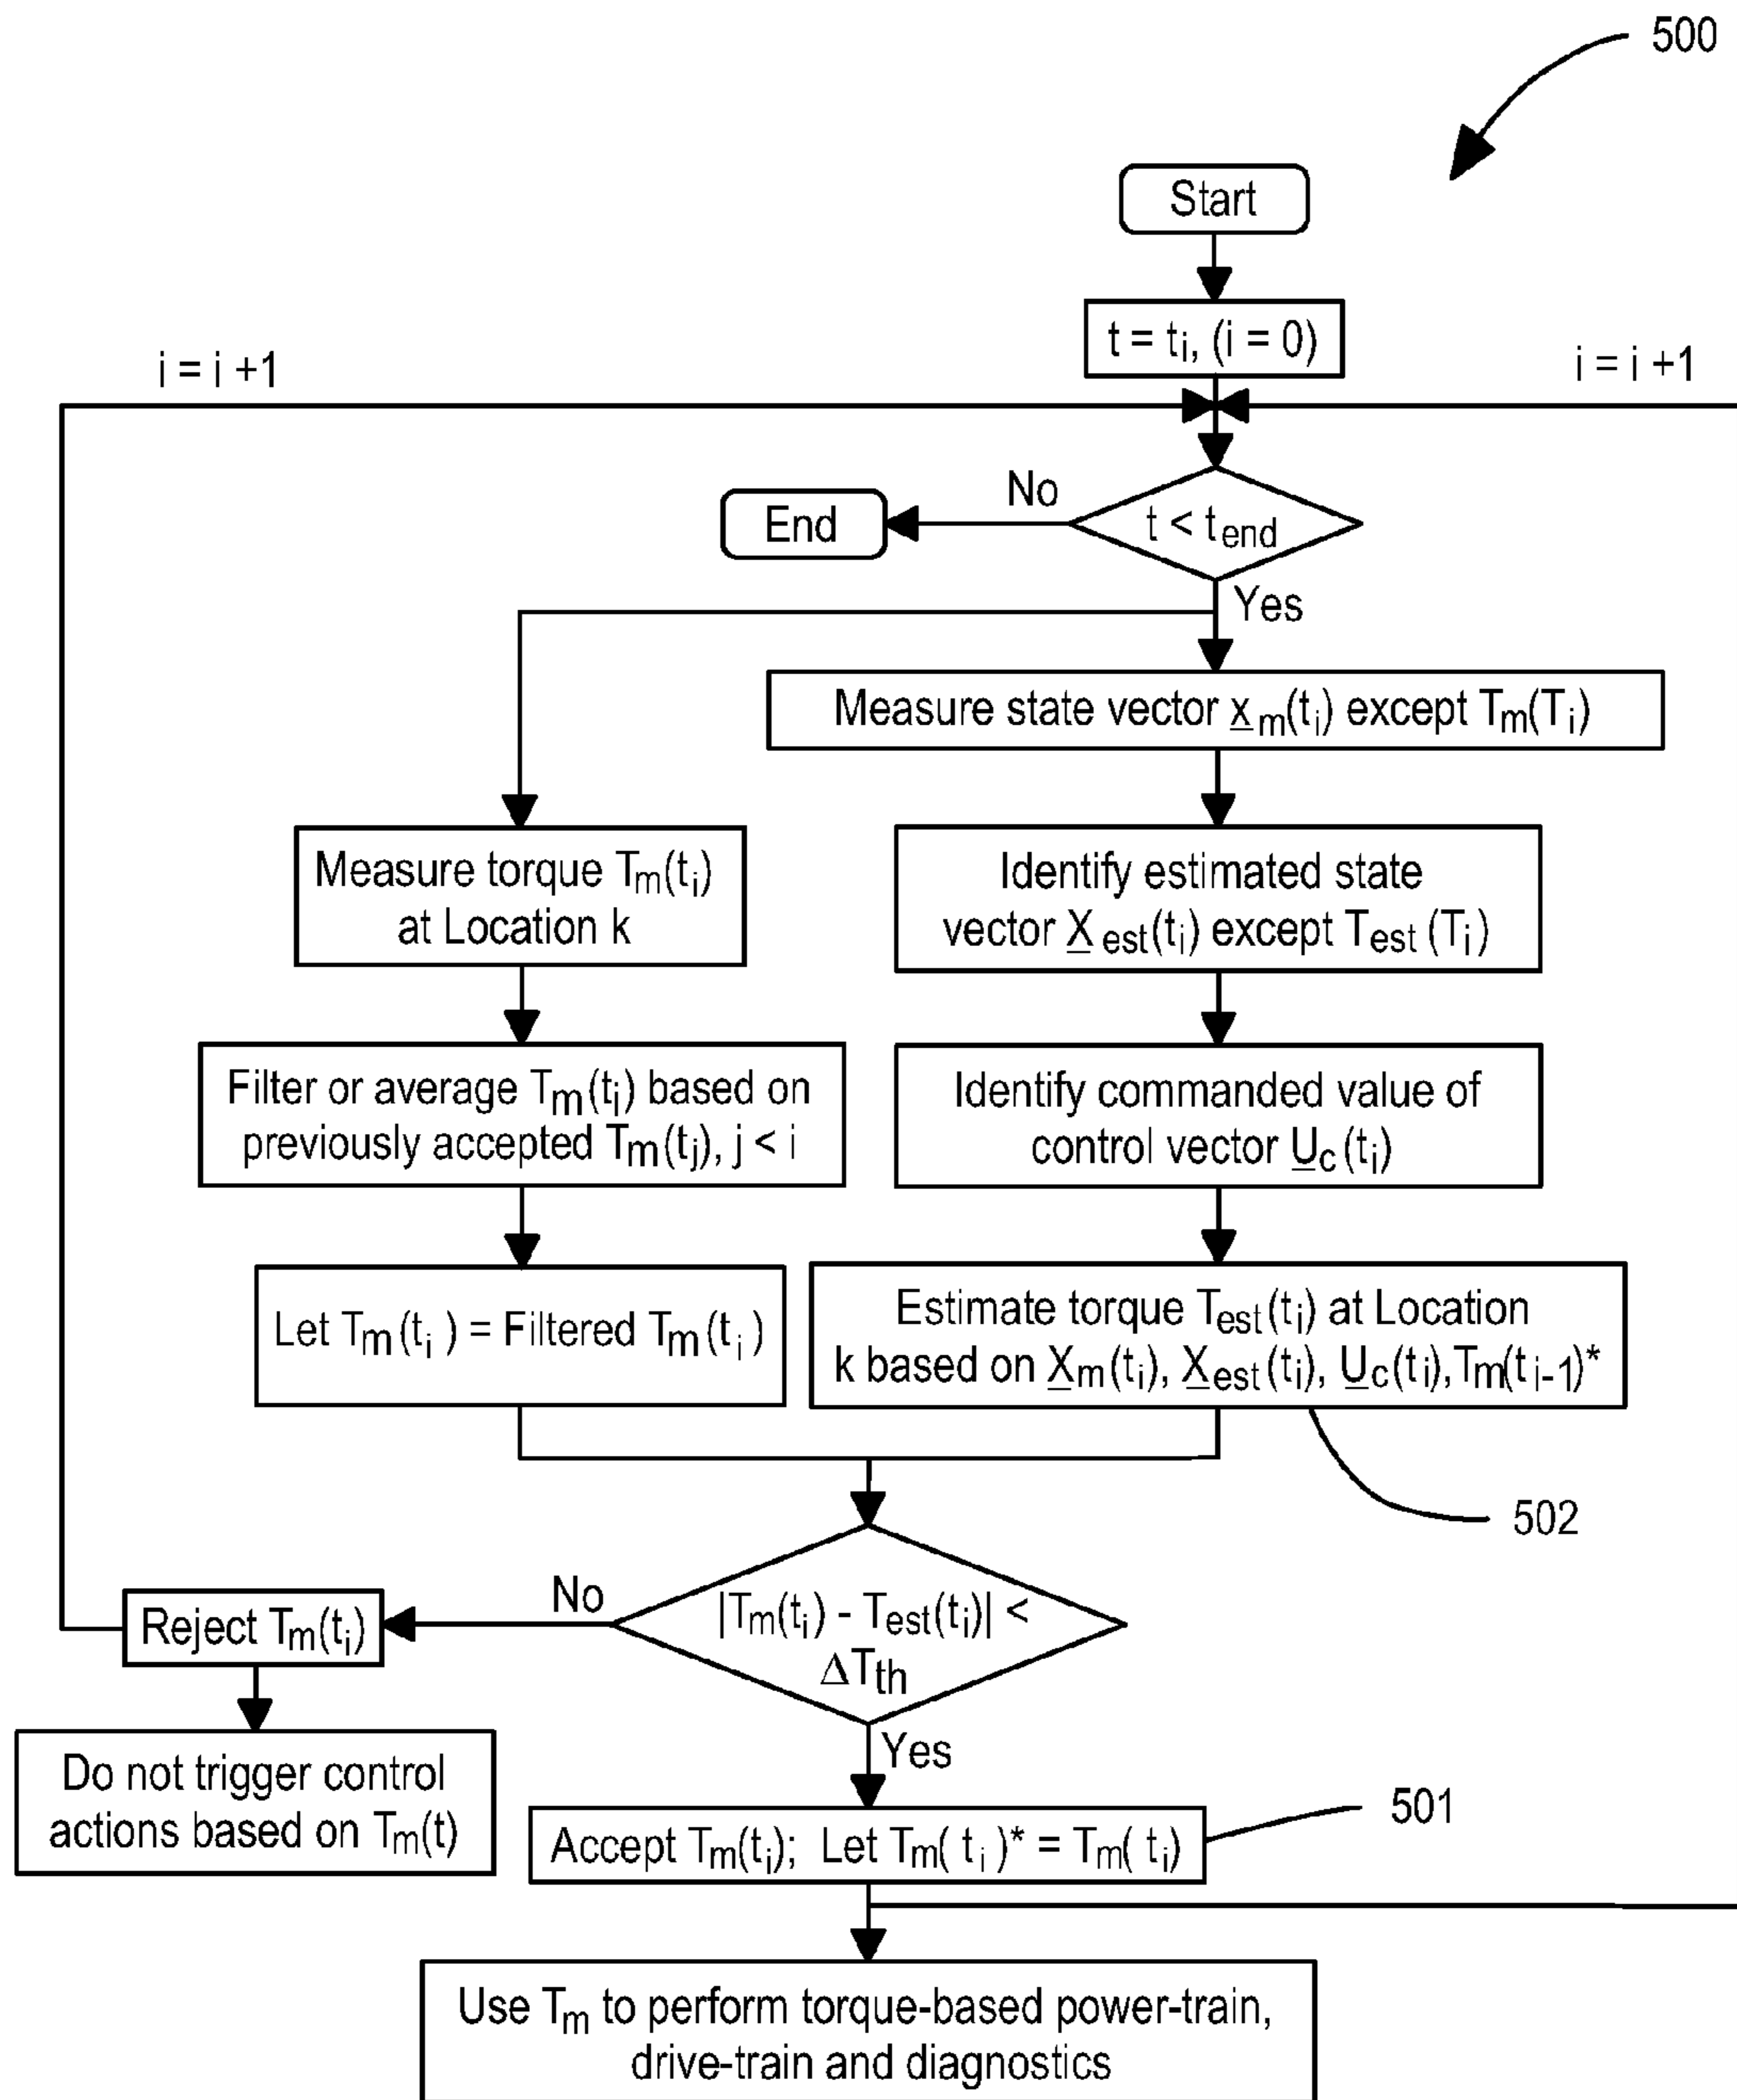 500
Start
t = ti, (i = 0)
i = i +1
i = i +1
No
End
t < tend
Yes
Measure state vector x m(ti) except Tm(Ti)
Measure torque Tm(ti)
at Location k
Identify estimated state
vector X est(ti) except Test (Ti)
Filter or average Tm(ti) based on
previously accepted Tm(tj), j < i
Identify commanded value of
control vector Uc(ti)
Let Tm(ti ) = Filtered Tm(ti )
Estimate torque Test(ti) at Location
k based on Xm(ti), Xest(ti), Uc(ti),Tm(ti-1)*
502
No
Reject Tm(ti)
|Tm(ti) - Test(ti)| <
ΔTth
Yes
Do not trigger control
actions based on Tm(t)
501
Accept Tm(ti); Let Tm( ti )* = Tm( ti)
Use Tm to perform torque-based power-train,
drive-train and diagnostics